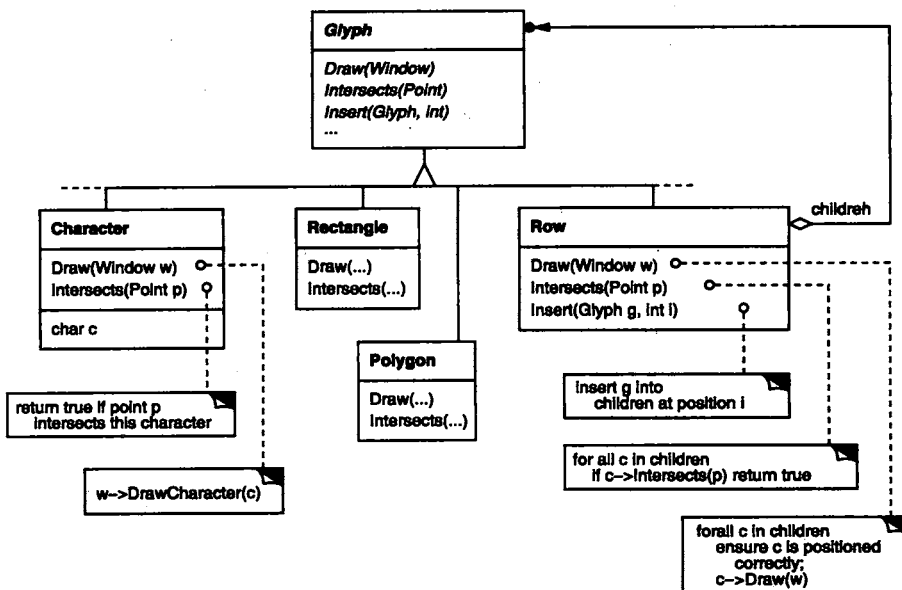 Glyph
Draw(Window)
Intersects(Point)
Insert(Glyph, int)
...
children
Character
Draw(Window w)
Intersects(Point p)
char c
Rectangle
Draw(...)
Intersects(...)
Row
Draw(Window w)
Intersects(Point p)
Insert(Glyph g, int i)
Polygon
Draw(...)
Intersects(...)
return true if point p
intersects this character
w->DrawCharacter(c)
insert g into
children at position i
for all c in children
if c->Intersects(p) return true
forall c in children
ensure c is positioned
correctly;
c->Draw(w)